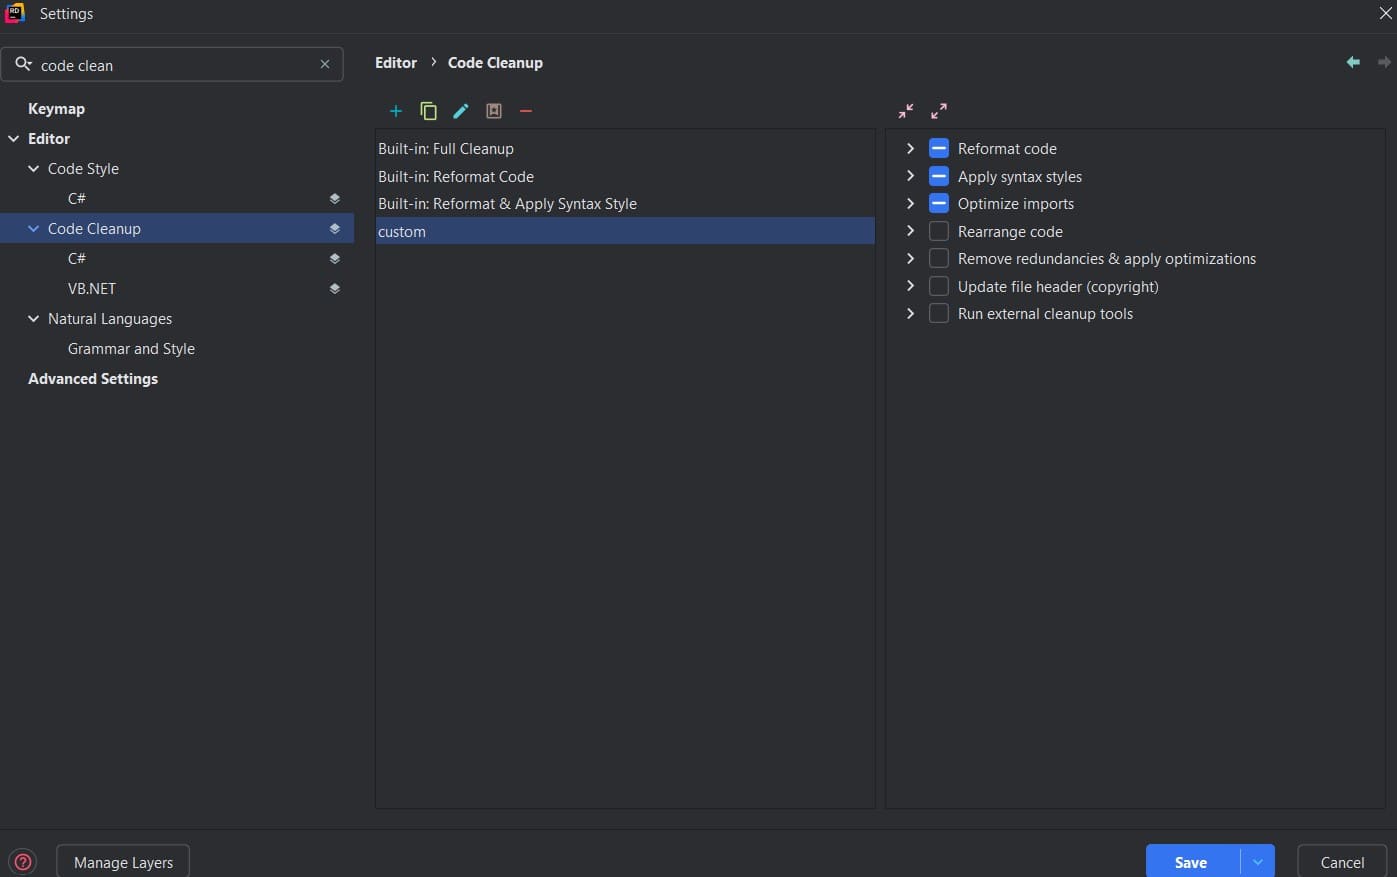 RD
Settings
code clean
Keymap
Editor
Code Style
C#
Code Cleanup
C#
VB.NET
Natural Languages
Grammar and Style
Advanced Settings
Editor › Code Cleanup
Built-in: Full Cleanup
Built-in: Reformat Code
Built-in: Reformat & Apply Syntax Style
custom
Reformat code
Apply syntax styles
Optimize imports
Rearrange code
Remove redundancies & apply optimizations
Update file header (copyright)
Run external cleanup tools
?
Manage Layers
Save
Cancel